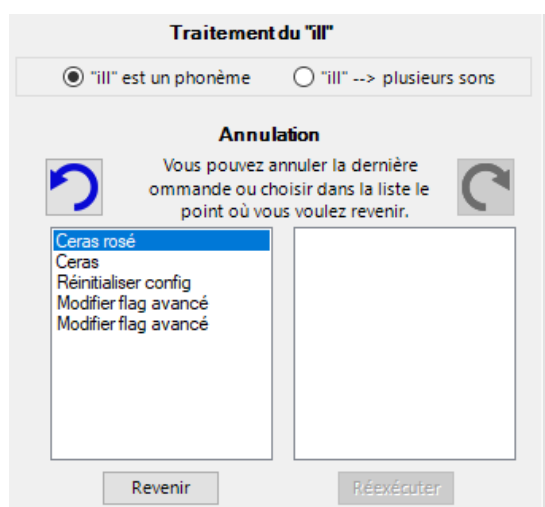 Traitement du "ill"
"ill" est un phonème
"ill" --> plusieurs sons
Annulation
Vous pouvez annuler la dernière
ommande ou choisir dans la liste le
point où vous voulez revenir.
Ceras rosé
Ceras
Réinitialiser config
Modifier flag avancé
Modifier flag avancé
Revenir
Réexécuter